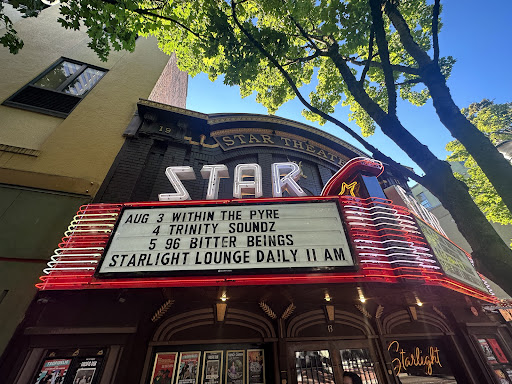 19
STAR THEATER
STAR
AUG 3 WITHIN THE PYRE
4 TRINITY SOUNDZ
5 96 BITTER BEINGS
STARLIGHT LOUNGE DAILY 11 AM
Starlight